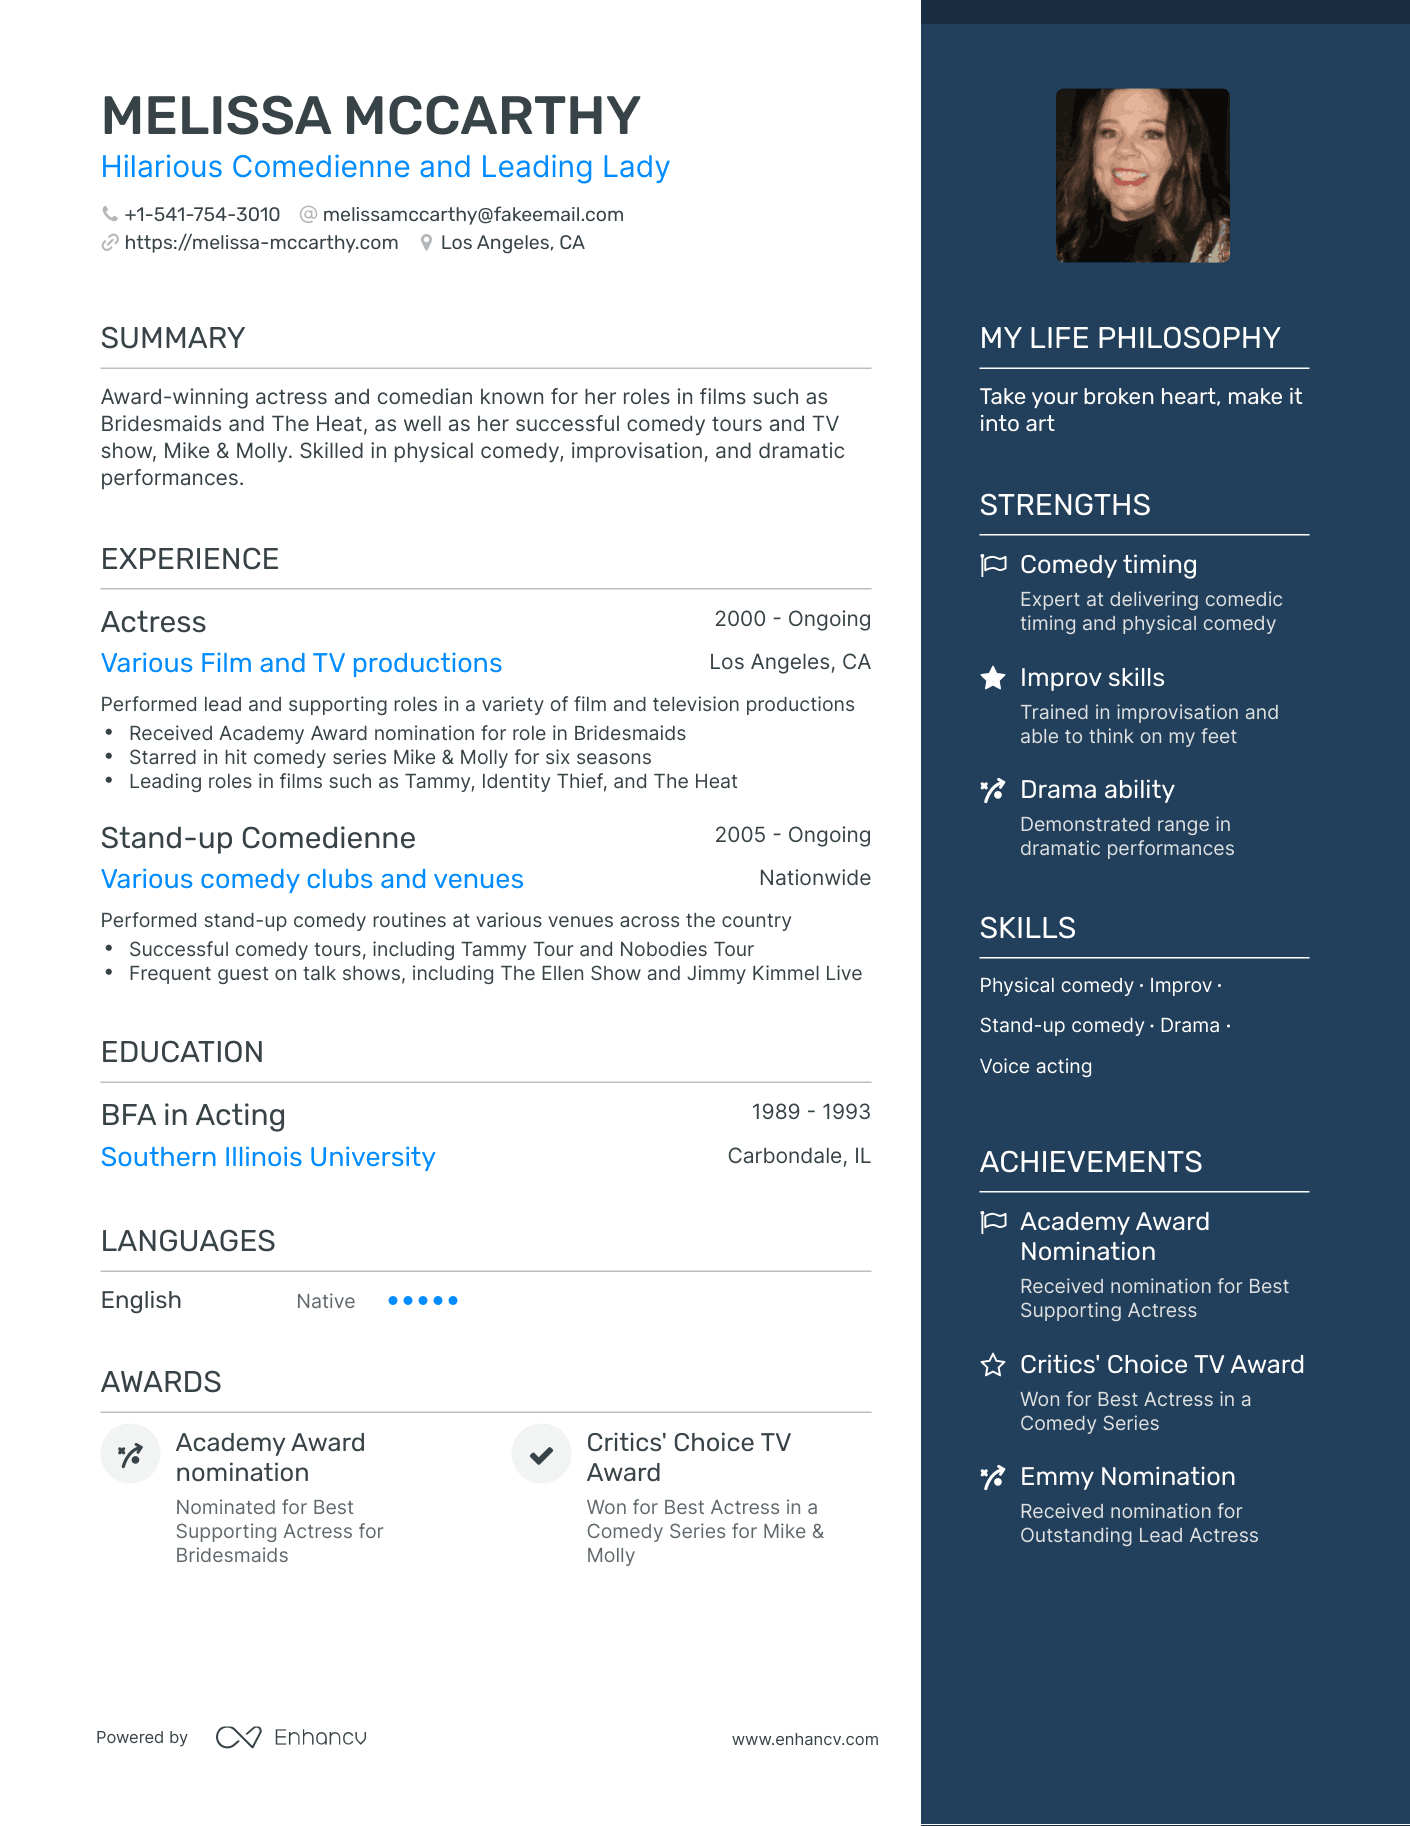 MELISSA MCCARTHY
Hilarious Comedienne and Leading Lady
+1-541-754-3010 melissamccarthy@fakeemail.com
https://melissa-mccarthy.com Los Angeles, CA
SUMMARY
Award-winning actress and comedian known for her roles in films such as
Bridesmaids and The Heat, as well as her successful comedy tours and TV
show, Mike & Molly. Skilled in physical comedy, improvisation, and dramatic
performances.
EXPERIENCE
Actress 2000 - Ongoing
Various Film and TV productions Los Angeles, CA
Performed lead and supporting roles in a variety of film and television productions
• Received Academy Award nomination for role in Bridesmaids
• Starred in hit comedy series Mike & Molly for six seasons
• Leading roles in films such as Tammy, Identity Thief, and The Heat
Stand-up Comedienne 2005 - Ongoing
Various comedy clubs and venues Nationwide
Performed stand-up comedy routines at various venues across the country
• Successful comedy tours, including Tammy Tour and Nobodies Tour
• Frequent guest on talk shows, including The Ellen Show and Jimmy Kimmel Live
EDUCATION
BFA in Acting 1989 - 1993
Southern Illinois University Carbondale, IL
LANGUAGES
English Native
AWARDS
Academy Award
nomination
Nominated for Best
Supporting Actress for
Bridesmaids
Critics' Choice TV
Award
Won for Best Actress in a
Comedy Series for Mike &
Molly
MY LIFE PHILOSOPHY
Take your broken heart, make it
into art
STRENGTHS
Comedy timing
Expert at delivering comedic
timing and physical comedy
Improv skills
Trained in improvisation and
able to think on my feet
Drama ability
Demonstrated range in
dramatic performances
SKILLS
Physical comedy · Improv ·
Stand-up comedy · Drama ·
Voice acting
ACHIEVEMENTS
Academy Award
Nomination
Received nomination for Best
Supporting Actress
Critics' Choice TV Award
Won for Best Actress in a
Comedy Series
Emmy Nomination
Received nomination for
Outstanding Lead Actress
Powered by Enhancv
www.enhancv.com